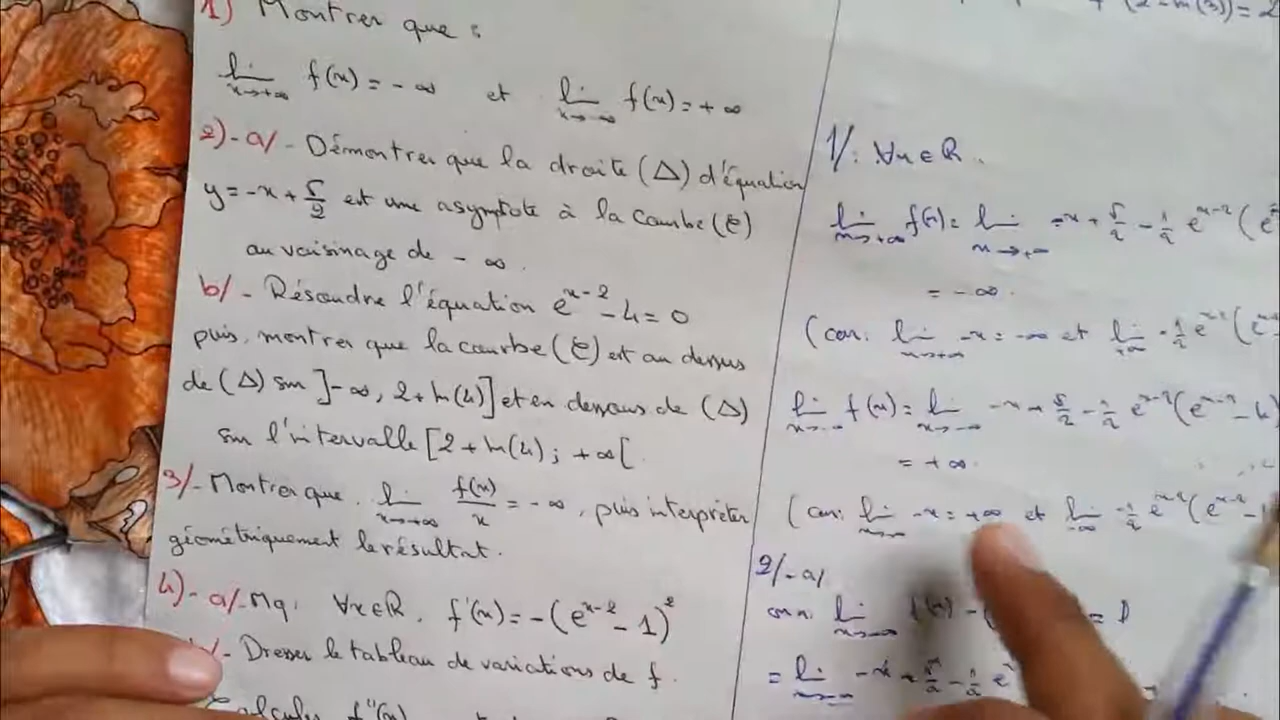 1) Montrer que :
lim x→+∞ f(x) = -∞ et lim x→-∞ f(x) = +∞
2)-a/- Démontrer que la droite (Δ) d'équation
y = -x + 5/2 est une asymptote à la courbe (C)
au voisinage de -∞.
b/- Résoudre l'équation e^{x-2} - 4 = 0
puis, montrer que la courbe (C) est au dessus
de (Δ) sur ]-∞, 2+ln(4)] et en dessous de (Δ)
sur l'intervalle [2+ln(4); +∞[.
3/- Montrer que lim x→+∞ f(x)/x = -∞, puis interpréter
géométriquement le résultat.
4)-a/- Mq: ∀x∈R, f'(x) = -(e^{x-2} - 1)^2
/- Dresser le tableau de variations de f.
f''(x)
= 2
1/: ∀x∈R.
lim x→+∞ f(x) = lim x→+∞ -x + 5/2 - 1/2 e^{x-2} (e
= -∞.
(car: lim x→+∞ -x = -∞ et lim +∞ -1/2 e^{x-2} (e
lim x→-∞ f(x) = lim x→-∞ -x + 5/2 - 1/2 e^{x-2} (e^{x-2} - 4)
= +∞.
(car: lim x→-∞ -x = +∞ et lim -∞ -1/2 e^{x-2} (e^{x-2} -
2/-a/
lim x→-∞ f(x) - (
= lim x→-∞ -x + 5/2 - 1/2 e